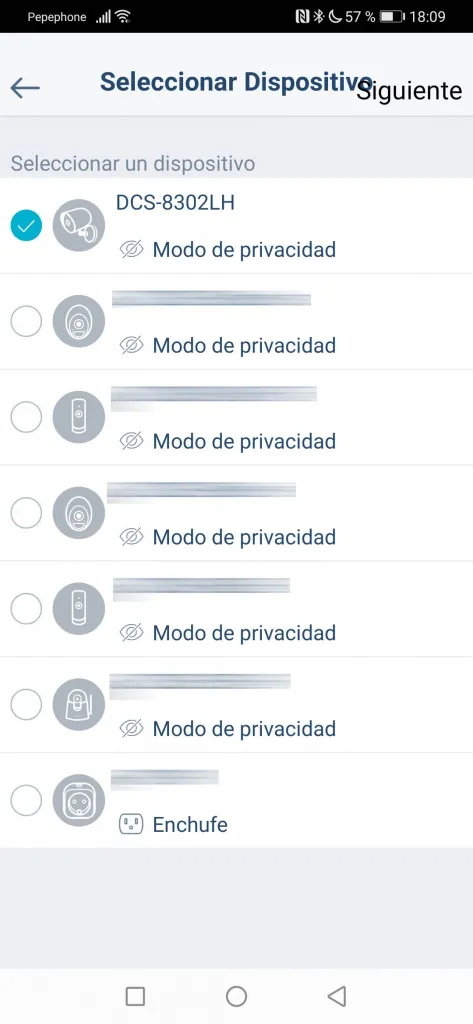 Pepephone 57 % 18:09
Seleccionar Dispositivo
Siguiente
Seleccionar un dispositivo
DCS-8302LH
Modo de privacidad
Modo de privacidad
Modo de privacidad
Modo de privacidad
Modo de privacidad
Modo de privacidad
Enchufe